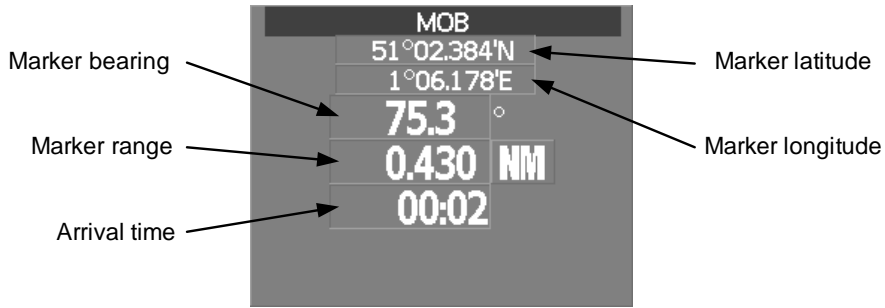 MOB
51°02.384'N
1°06.178'E
75.3 °
0.430 NM
00:02
Marker bearing
Marker range
Arrival time
Marker latitude
Marker longitude